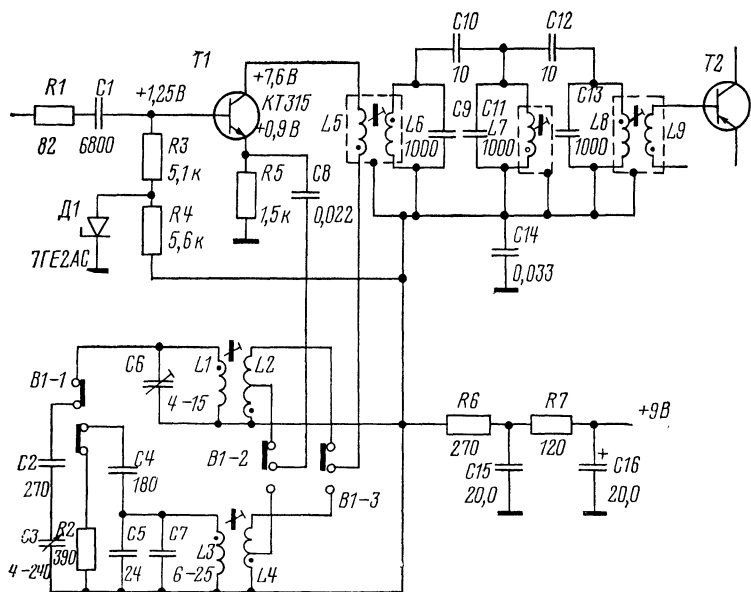 C10
C12
10
10
T1
T2
R1
C1
+1,25В
+7,6В
КТ315
+0,9В
L5
L6
C9
C11
L7
C13
L8
L9
1000
1000
1000
82
6800
R3
5,1к
R5
1,5к
C8
0,022
Д1
7ГЕ2АС
R4
5,6к
C14
0,033
В1-1
C6
4-15
L1
L2
R6
270
R7
120
+9В
C2
270
C4
180
В1-2
В1-3
C15
20,0
+
C16
20,0
C3
4-240
R2
390
C5
24
C7
6-25
L3
L4